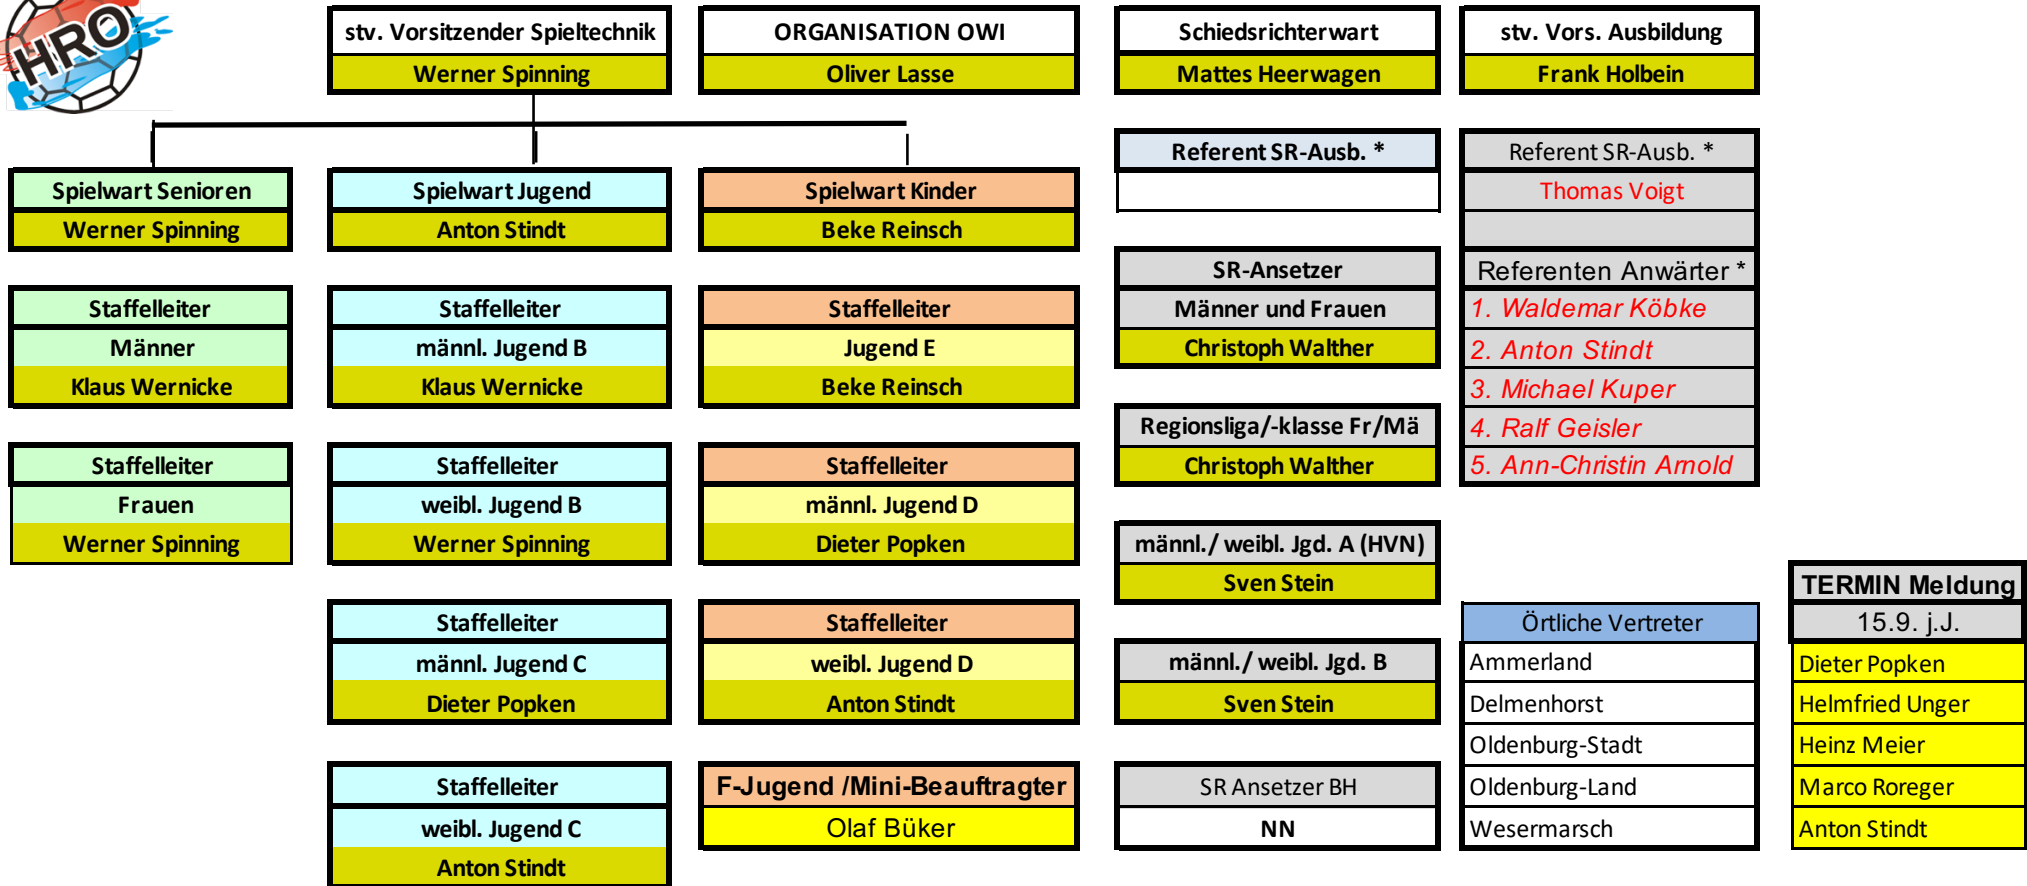 HRO
stv. Vorsitzender Spieltechnik
Werner Spinning
ORGANISATION OWI
Oliver Lasse
Schiedsrichterwart
Mattes Heerwagen
stv. Vors. Ausbildung
Frank Holbein
Spielwart Senioren
Werner Spinning
Staffelleiter
Männer
Klaus Wernicke
Staffelleiter
Frauen
Werner Spinning
Spielwart Jugend
Anton Stindt
Staffelleiter
männl. Jugend B
Klaus Wernicke
Staffelleiter
weibl. Jugend B
Werner Spinning
Staffelleiter
männl. Jugend C
Dieter Popken
Staffelleiter
weibl. Jugend C
Anton Stindt
Spielwart Kinder
Beke Reinsch
Staffelleiter
Jugend E
Beke Reinsch
Staffelleiter
männl. Jugend D
Dieter Popken
Staffelleiter
weibl. Jugend D
Anton Stindt
F-Jugend /Mini-Beauftragter
Olaf Büker
Referent SR-Ausb. *
SR-Ansetzer
Männer und Frauen
Christoph Walther
Regionsliga/-klasse Fr/Mä
Christoph Walther
männl./ weibl. Jgd. A (HVN)
Sven Stein
männl./ weibl. Jgd. B
Sven Stein
SR Ansetzer BH
NN
Referent SR-Ausb. *
Thomas Voigt
Referenten Anwärter *
1. Waldemar Köbke
2. Anton Stindt
3. Michael Kuper
4. Ralf Geisler
5. Ann-Christin Arnold
Örtliche Vertreter
TERMIN Meldung
15.9. j.J.
Ammerland
Dieter Popken
Delmenhorst
Helmfried Unger
Oldenburg-Stadt
Heinz Meier
Oldenburg-Land
Marco Roreger
Wesermarsch
Anton Stindt